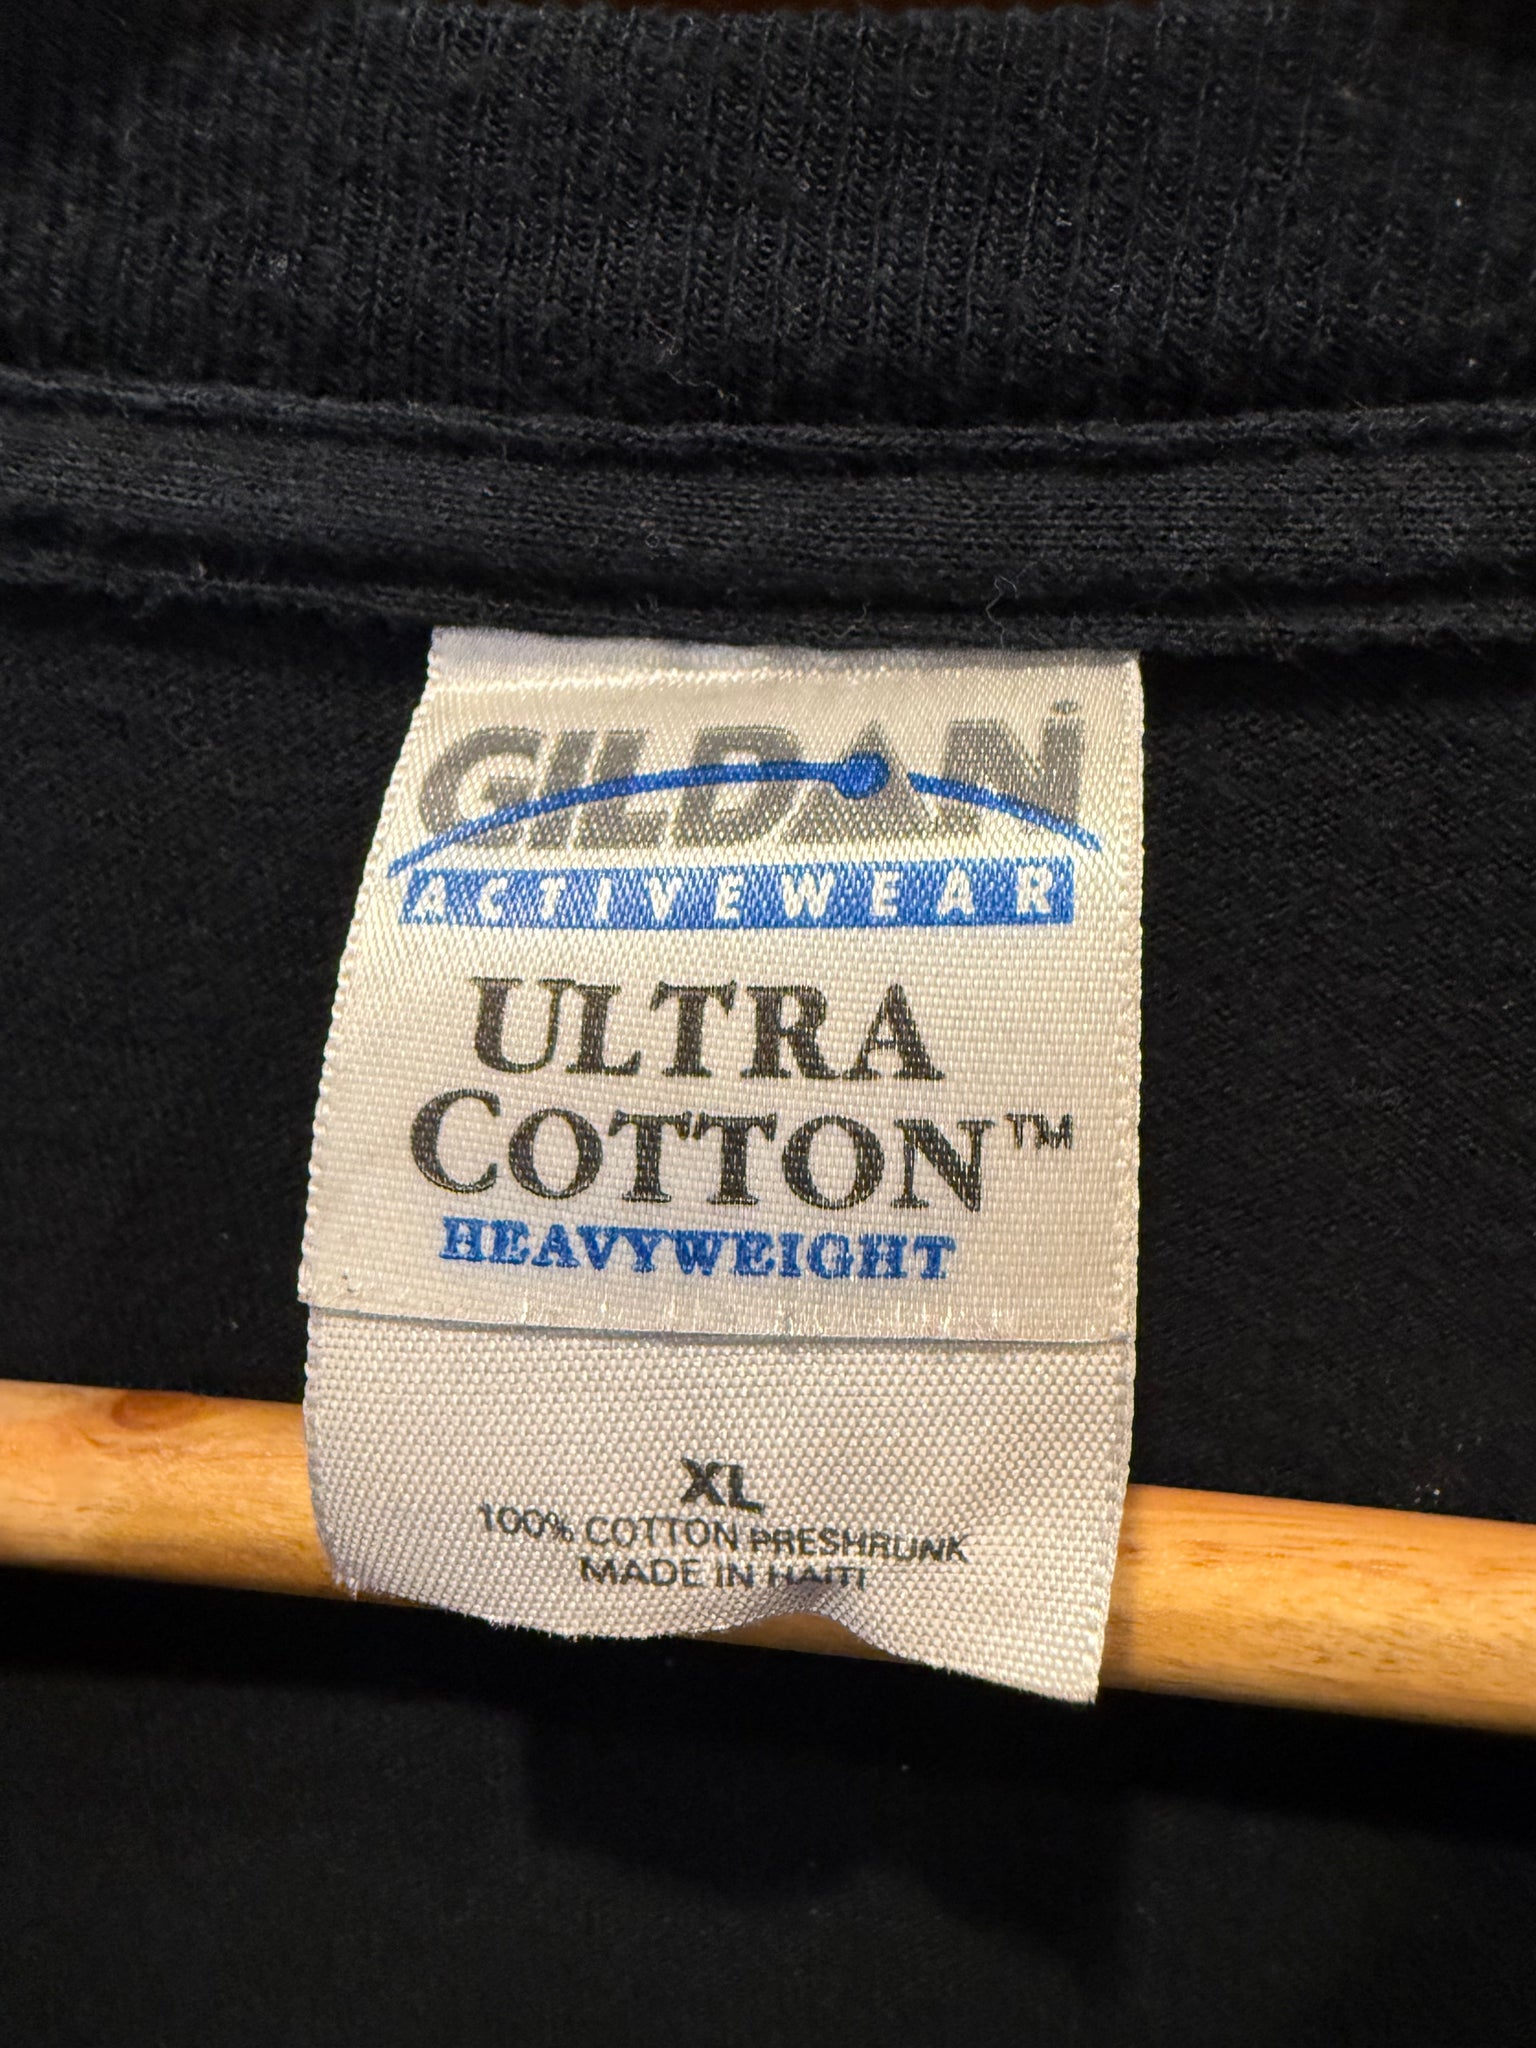 GILDAN
ACTIVEWEAR
ULTRA
COTTON™
HEAVYWEIGHT
XL
100% COTTON PRESHRUNK
MADE IN HAITI